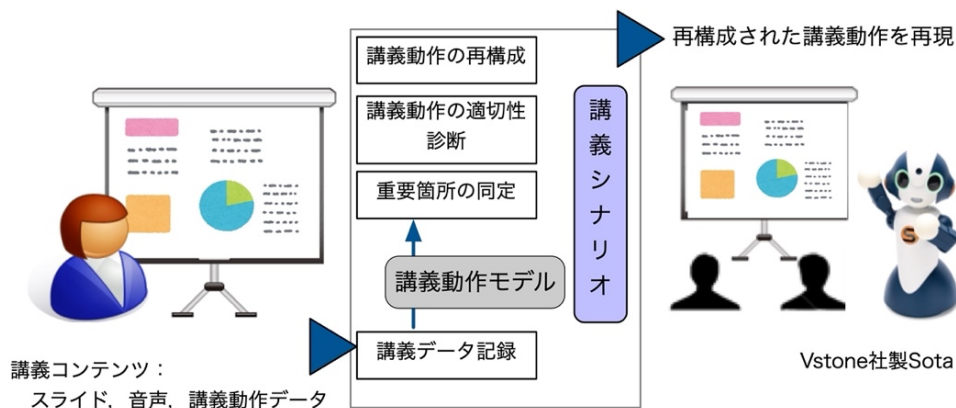 再構成された講義動作を再現
講義動作の再構成
講義動作の適切性
診断
重要箇所の同定
講義動作モデル
講義データ記録
講義シナリオ
講義コンテンツ：
スライド，音声，講義動作データ
S
Vstone社製Sota